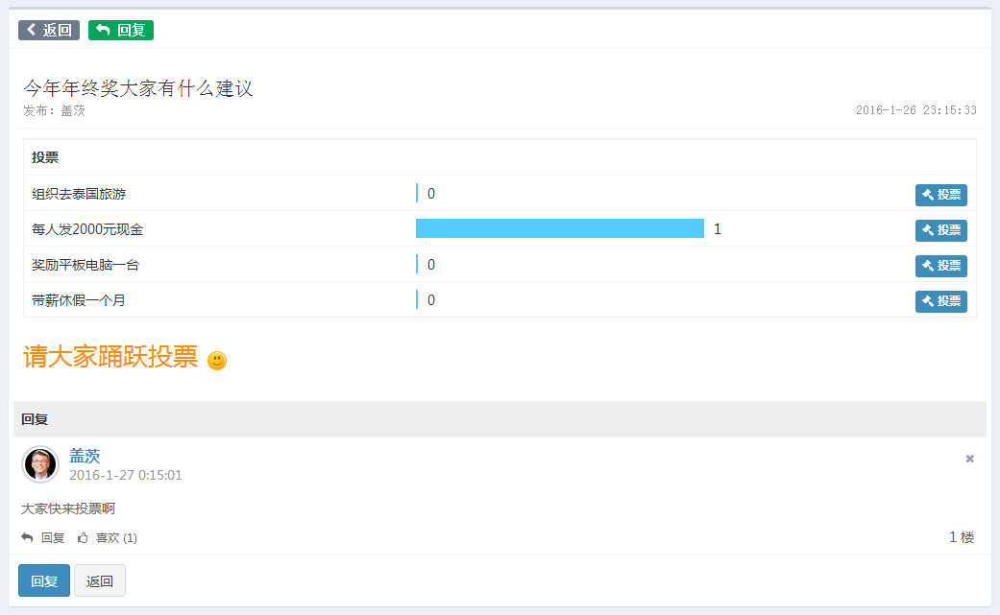 返回 回复
今年年终奖大家有什么建议
发布：盖茨 2016-1-26 23:15:33
投票
组织去泰国旅游 0 投票
每人发2000元现金 1 投票
奖励平板电脑一台 0 投票
带薪休假一个月 0 投票
请大家踊跃投票
回复
盖茨
2016-1-27 0:15:01
大家快来投票啊
回复 喜欢 (1) 1 楼
回复 返回